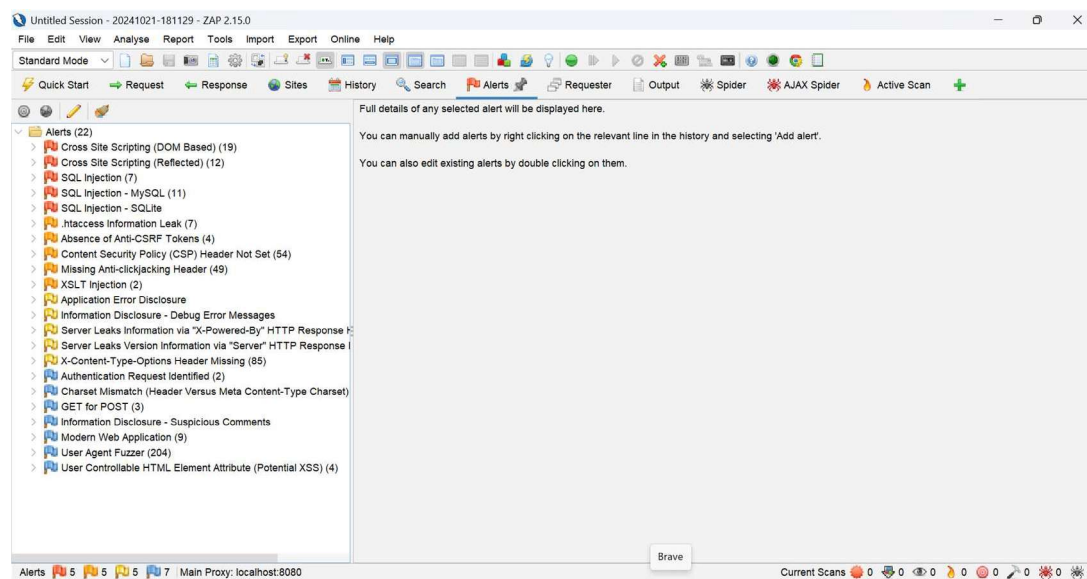 Untitled Session - 20241021-181129 - ZAP 2.15.0
File Edit View Analyse Report Tools Import Export Online Help
Standard Mode
Quick Start Request Response Sites History Search Alerts Requester Output Spider AJAX Spider Active Scan
Full details of any selected alert will be displayed here.
You can manually add alerts by right clicking on the relevant line in the history and selecting 'Add alert'.
You can also edit existing alerts by double clicking on them.
Alerts (22)
Cross Site Scripting (DOM Based) (19)
Cross Site Scripting (Reflected) (12)
SQL Injection (7)
SQL Injection - MySQL (11)
SQL Injection - SQLite
.htaccess Information Leak (7)
Absence of Anti-CSRF Tokens (4)
Content Security Policy (CSP) Header Not Set (54)
Missing Anti-clickjacking Header (49)
XSLT Injection (2)
Application Error Disclosure
Information Disclosure - Debug Error Messages
Server Leaks Information via "X-Powered-By" HTTP Response
Server Leaks Version Information via "Server" HTTP Response
X-Content-Type-Options Header Missing (85)
Authentication Request Identified (2)
Charset Mismatch (Header Versus Meta Content-Type Charset)
GET for POST (3)
Information Disclosure - Suspicious Comments
Modern Web Application (9)
User Agent Fuzzer (204)
User Controllable HTML Element Attribute (Potential XSS) (4)
Brave
Alerts 5 5 5 7 Main Proxy: localhost:8080 Current Scans 0 0 0 0 0 0 0